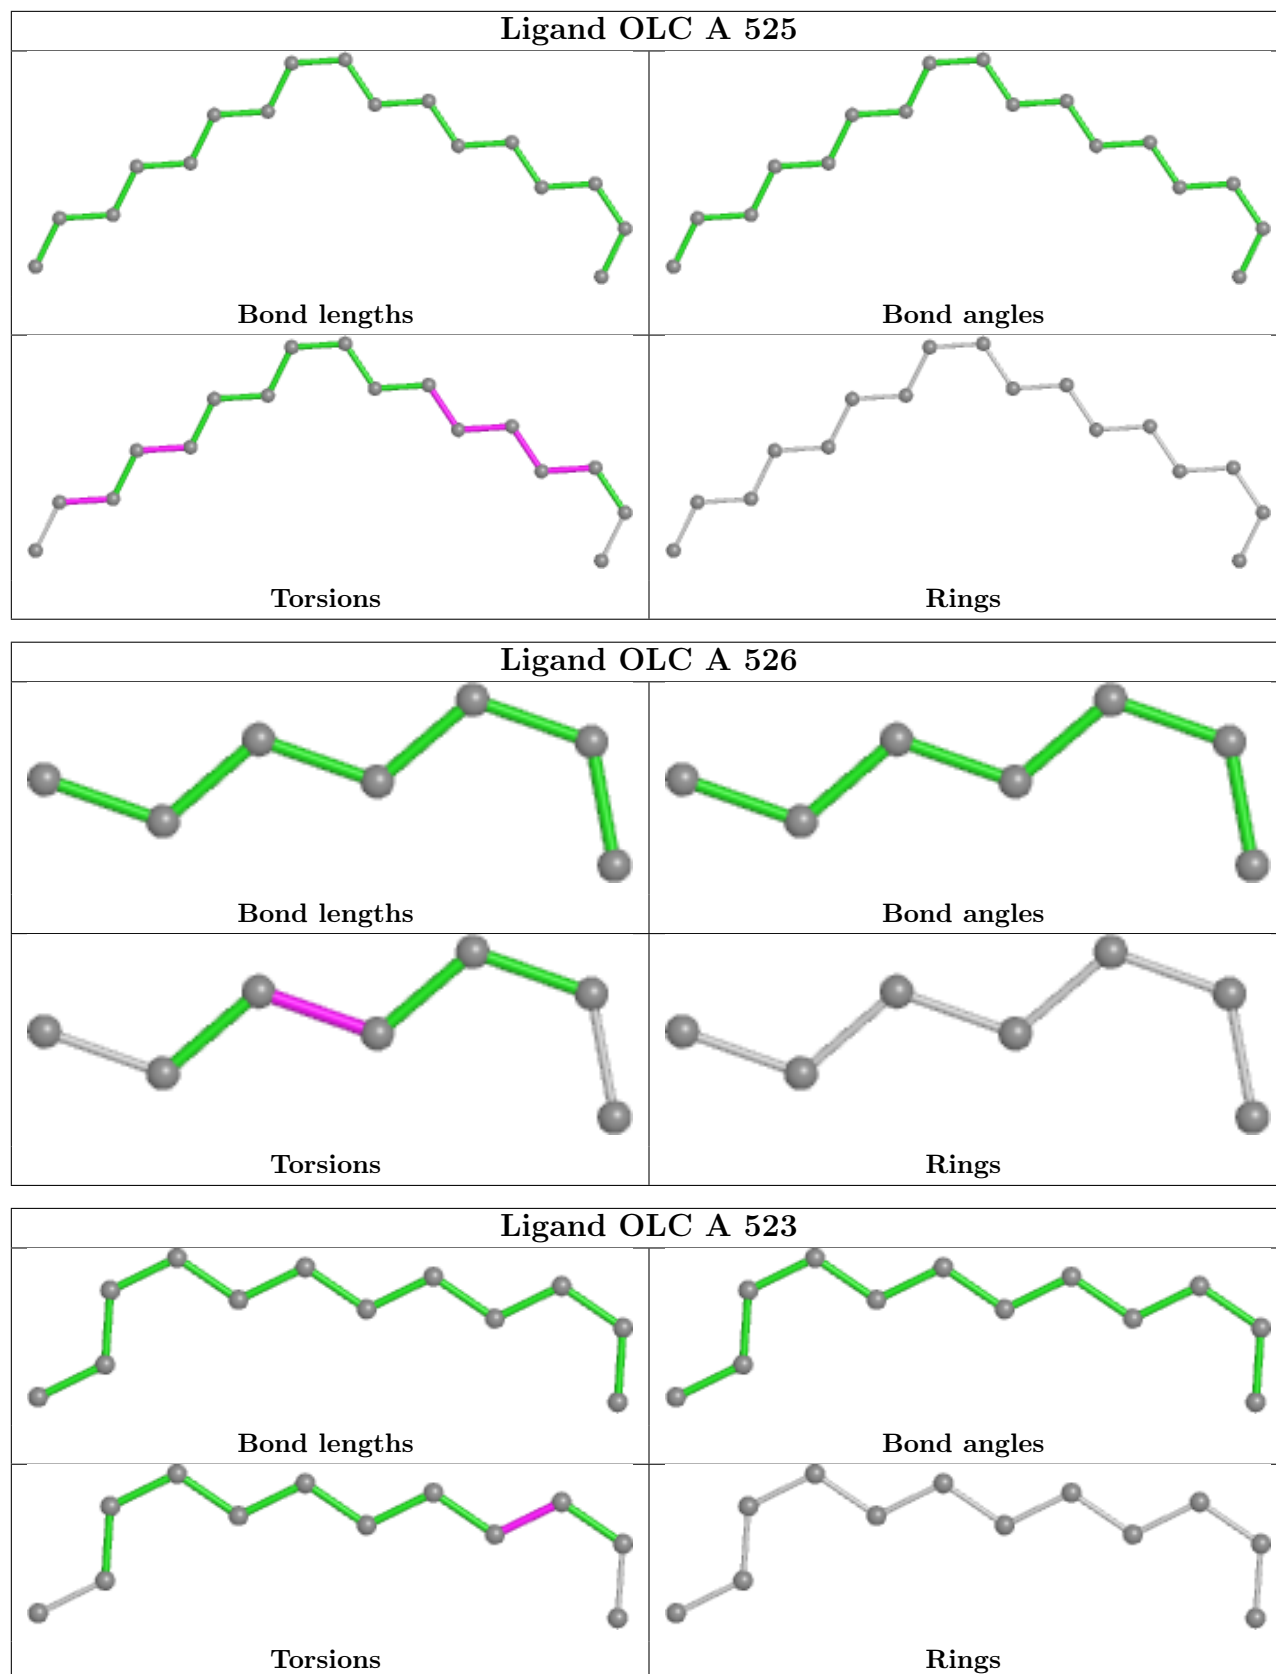 Ligand OLC A 525
Bond lengths
Bond angles
Torsions
Rings
Ligand OLC A 526
Bond lengths
Bond angles
Torsions
Rings
Ligand OLC A 523
Bond lengths
Bond angles
Torsions
Rings